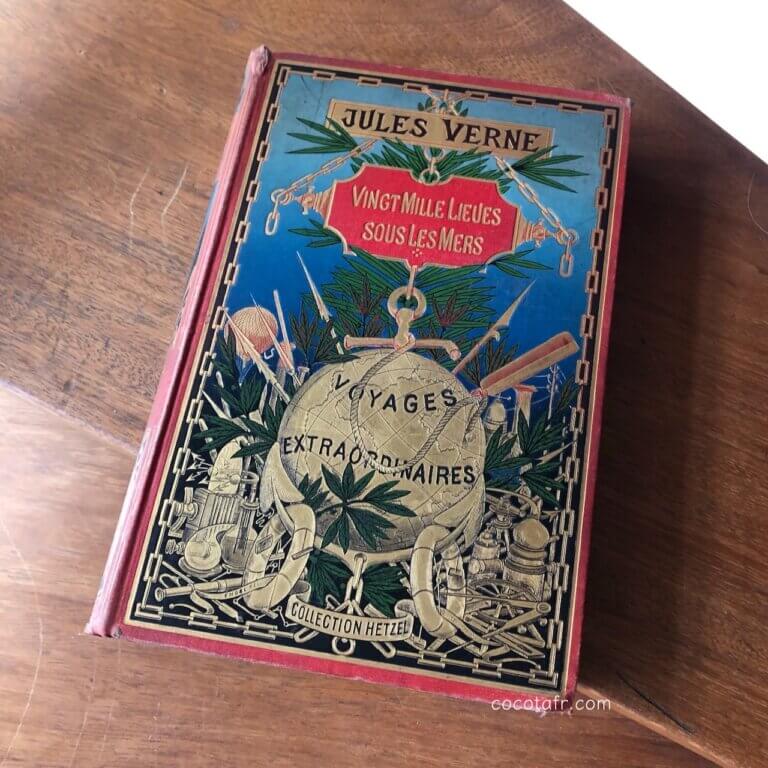 JULES VERNE
VINGT MILLE LIEUES
SOUS LES MERS
VOYAGES
EXTRAORDINAIRES
COLLECTION HETZEL
cocotafr.com